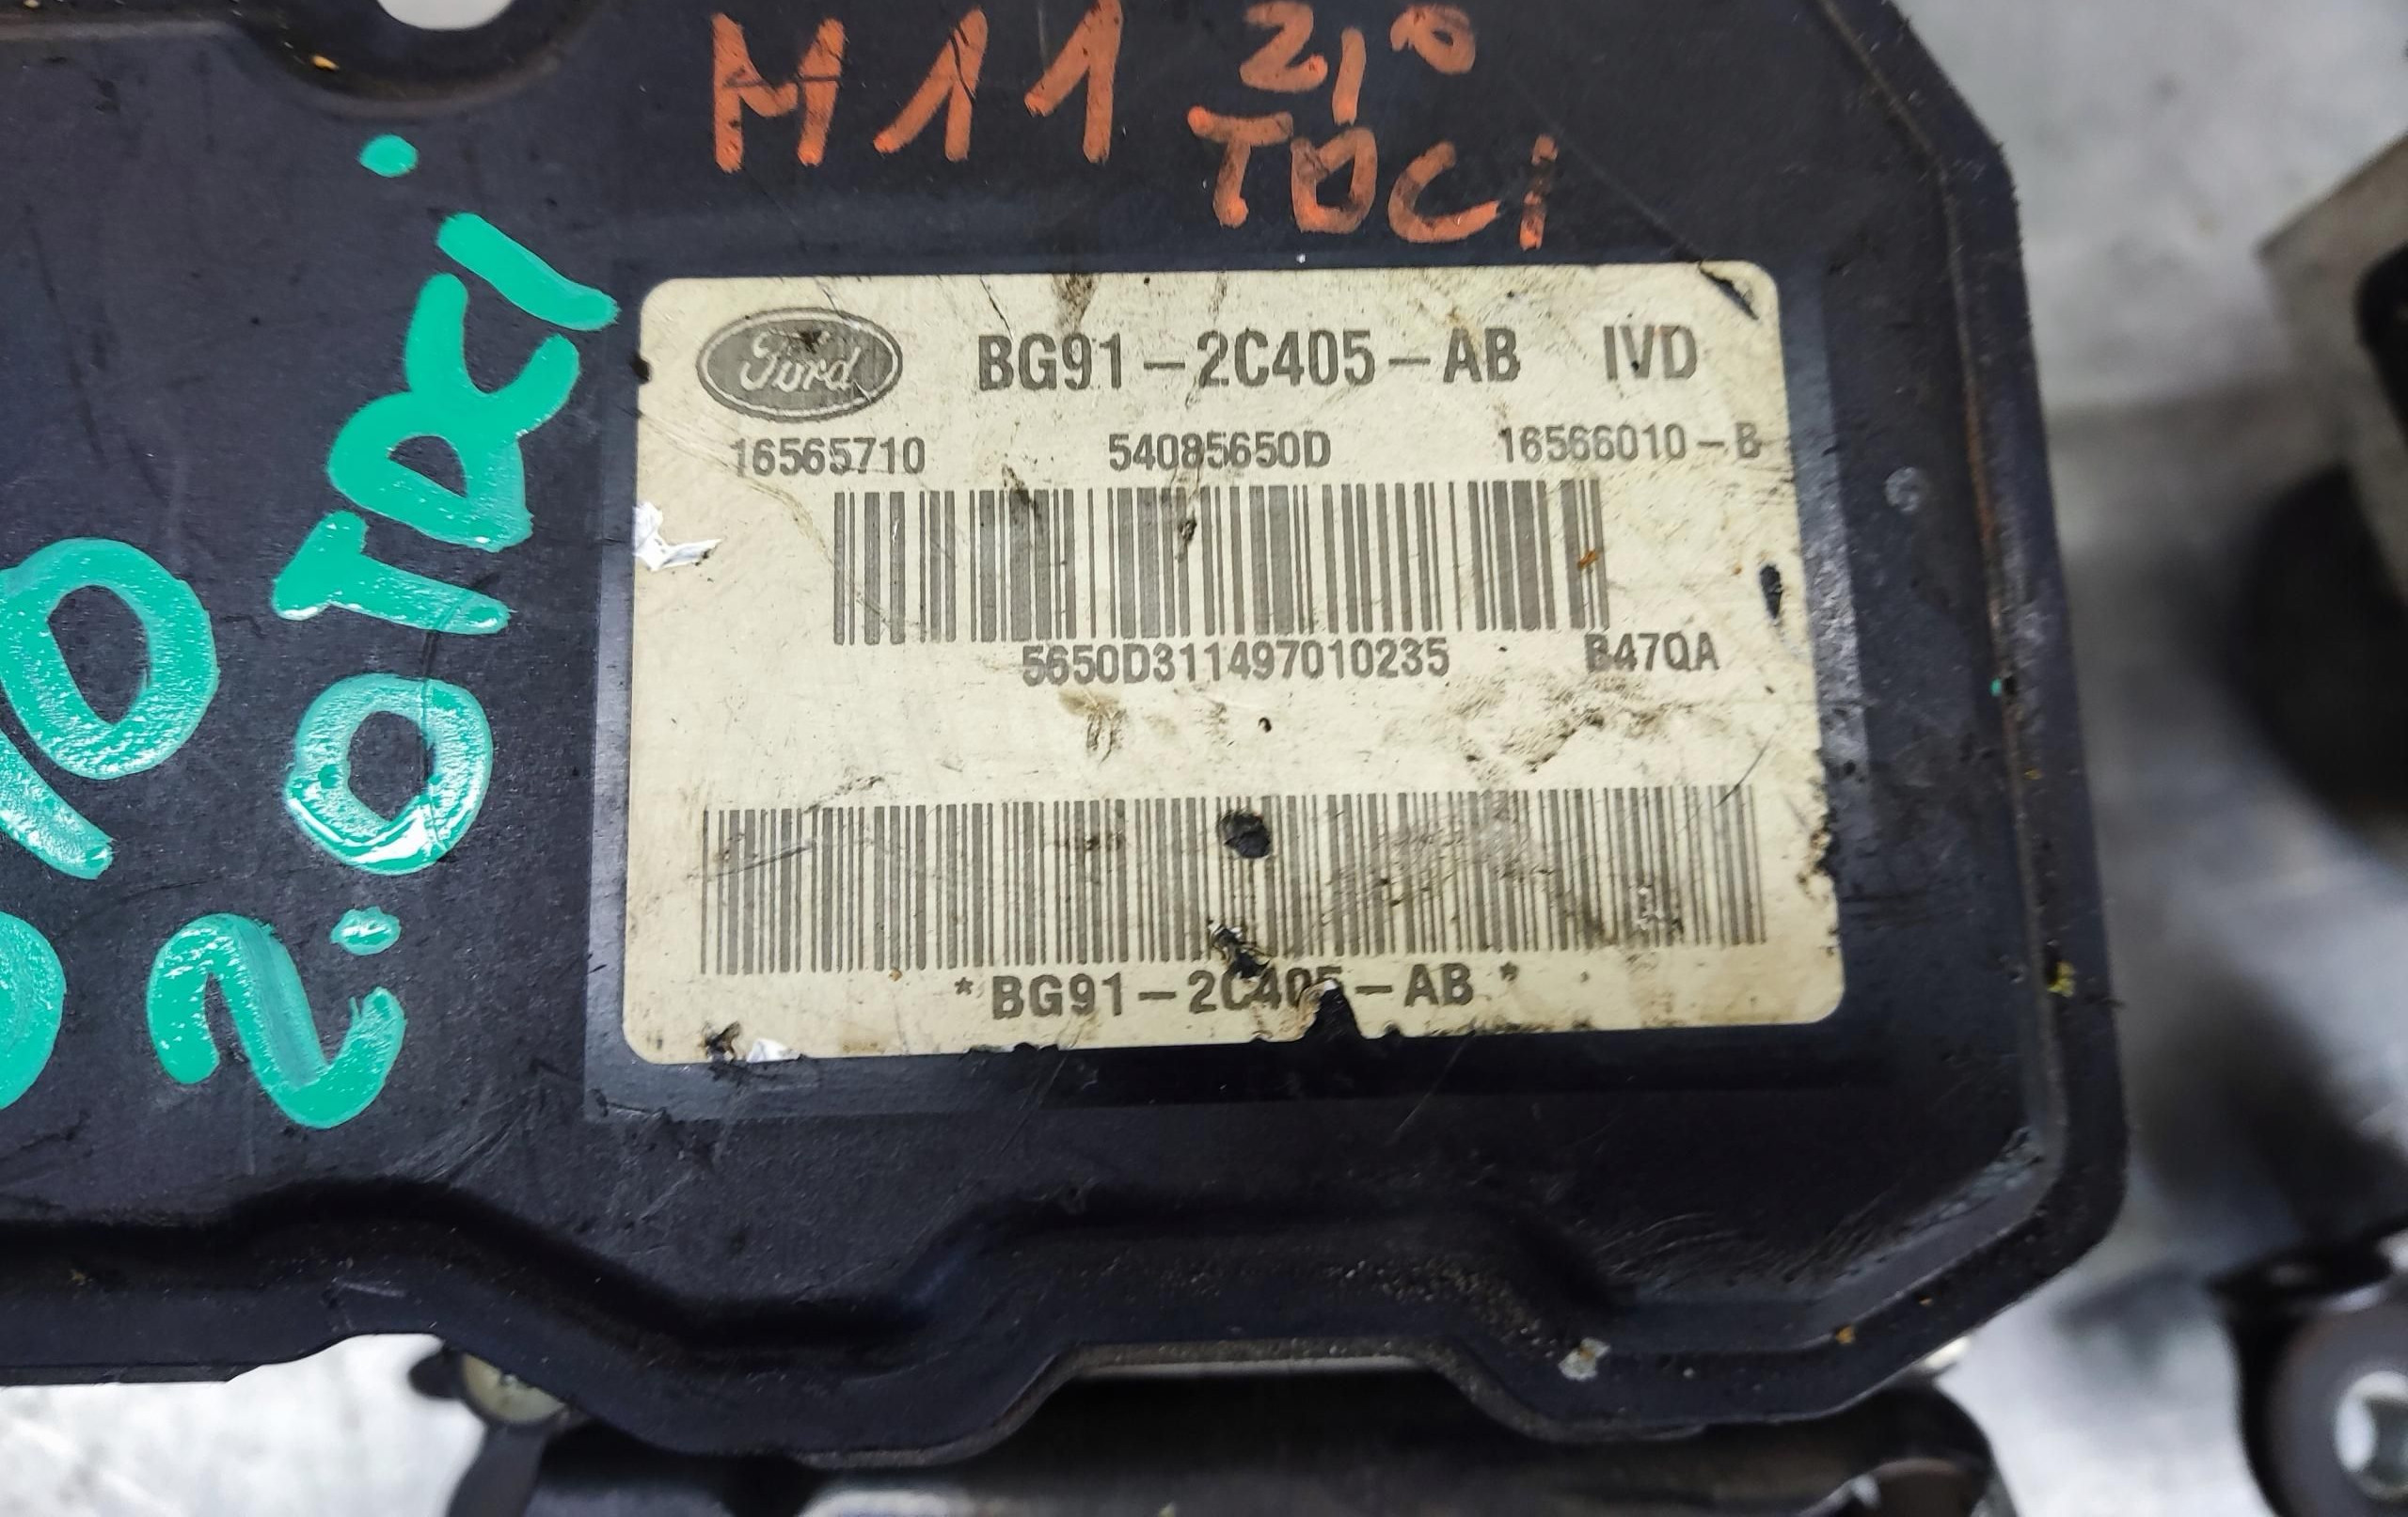 M11 2,0
TDCi
Ford BG91-2C405-AB IVD
16565710 54085650D 16566010-B
5650D311497010235 B47QA
*BG91-2C405-AB*
2.0TDCI